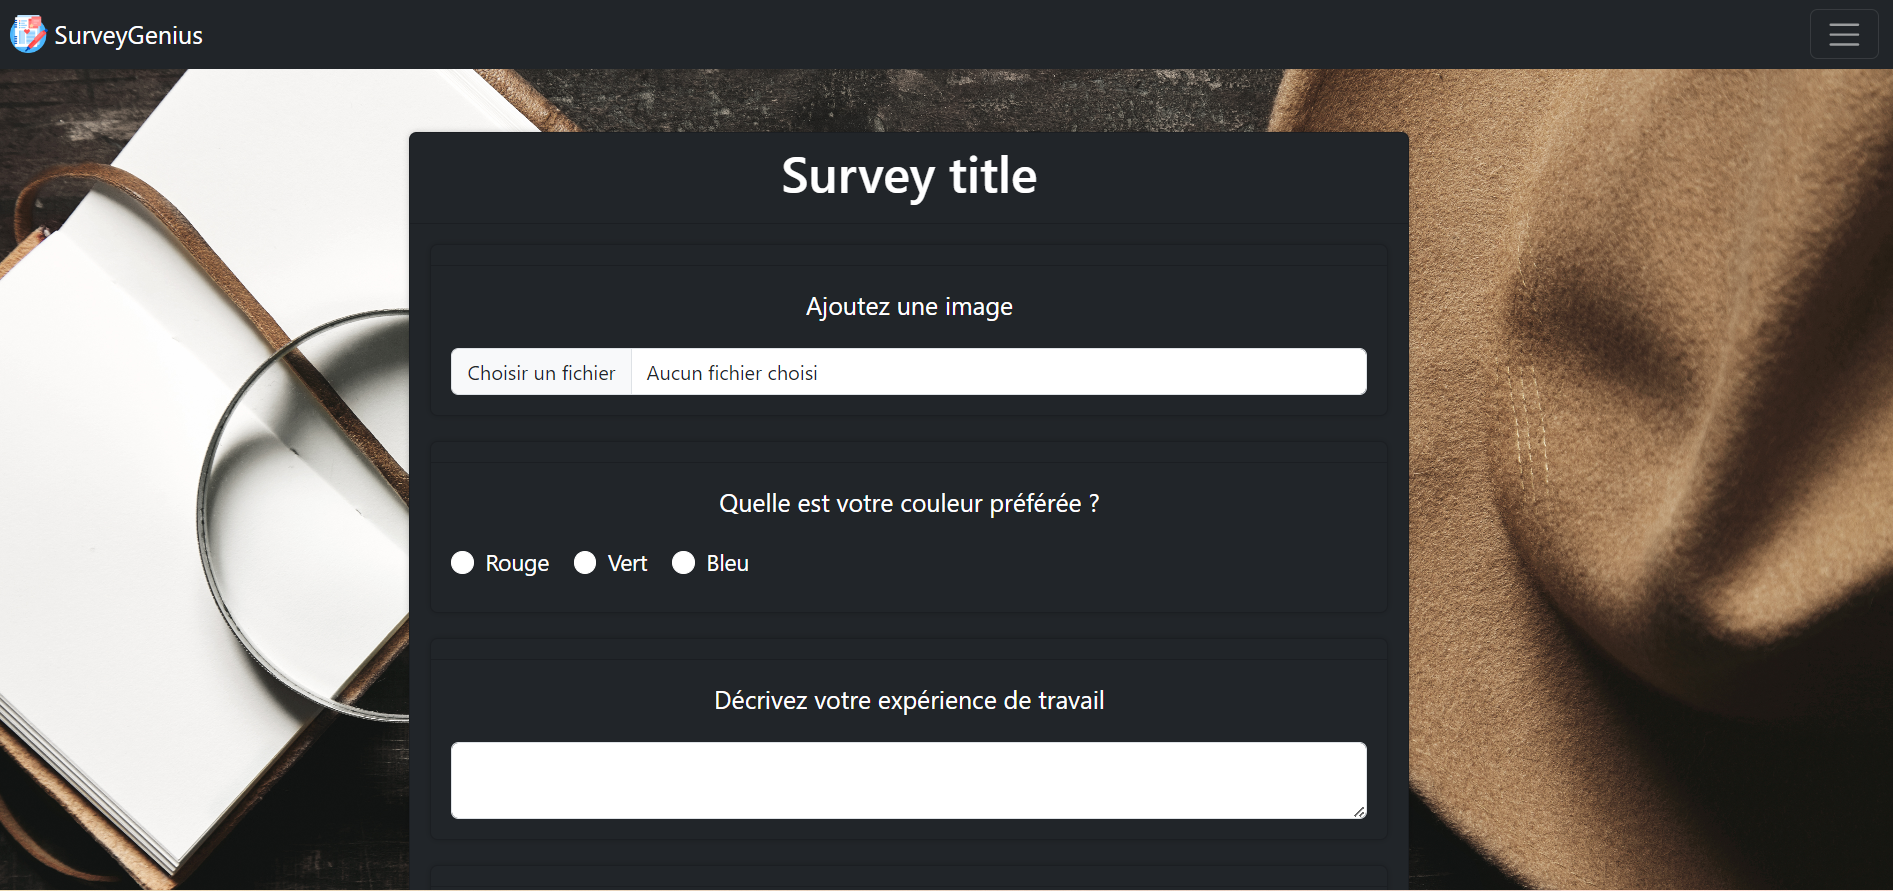 SurveyGenius
Survey title
Ajoutez une image
Choisir un fichier Aucun fichier choisi
Quelle est votre couleur préférée ?
Rouge Vert Bleu
Décrivez votre expérience de travail